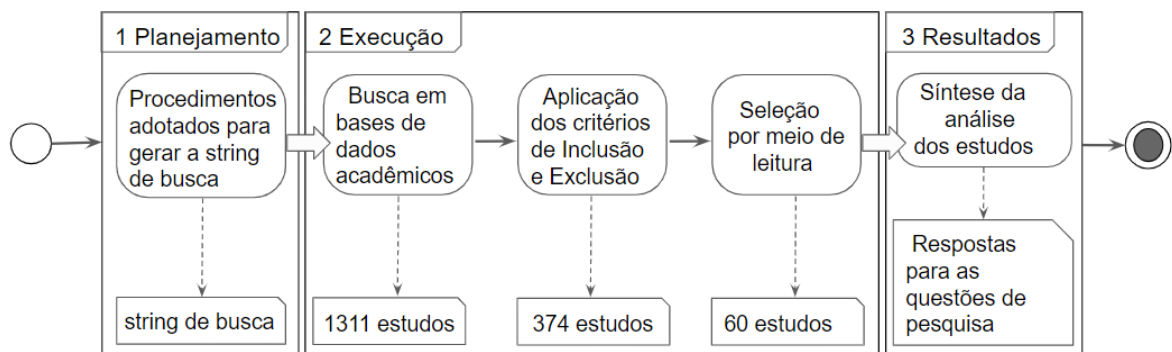 1 Planejamento
Procedimentos
adotados para
gerar a string
de busca
string de busca
2 Execução
Busca em
bases de
dados
acadêmicos
1311 estudos
Aplicação
dos critérios
de Inclusão
e Exclusão
374 estudos
Seleção
por meio de
leitura
60 estudos
3 Resultados
Síntese da
análise
dos estudos
Respostas
para as
questões de
pesquisa